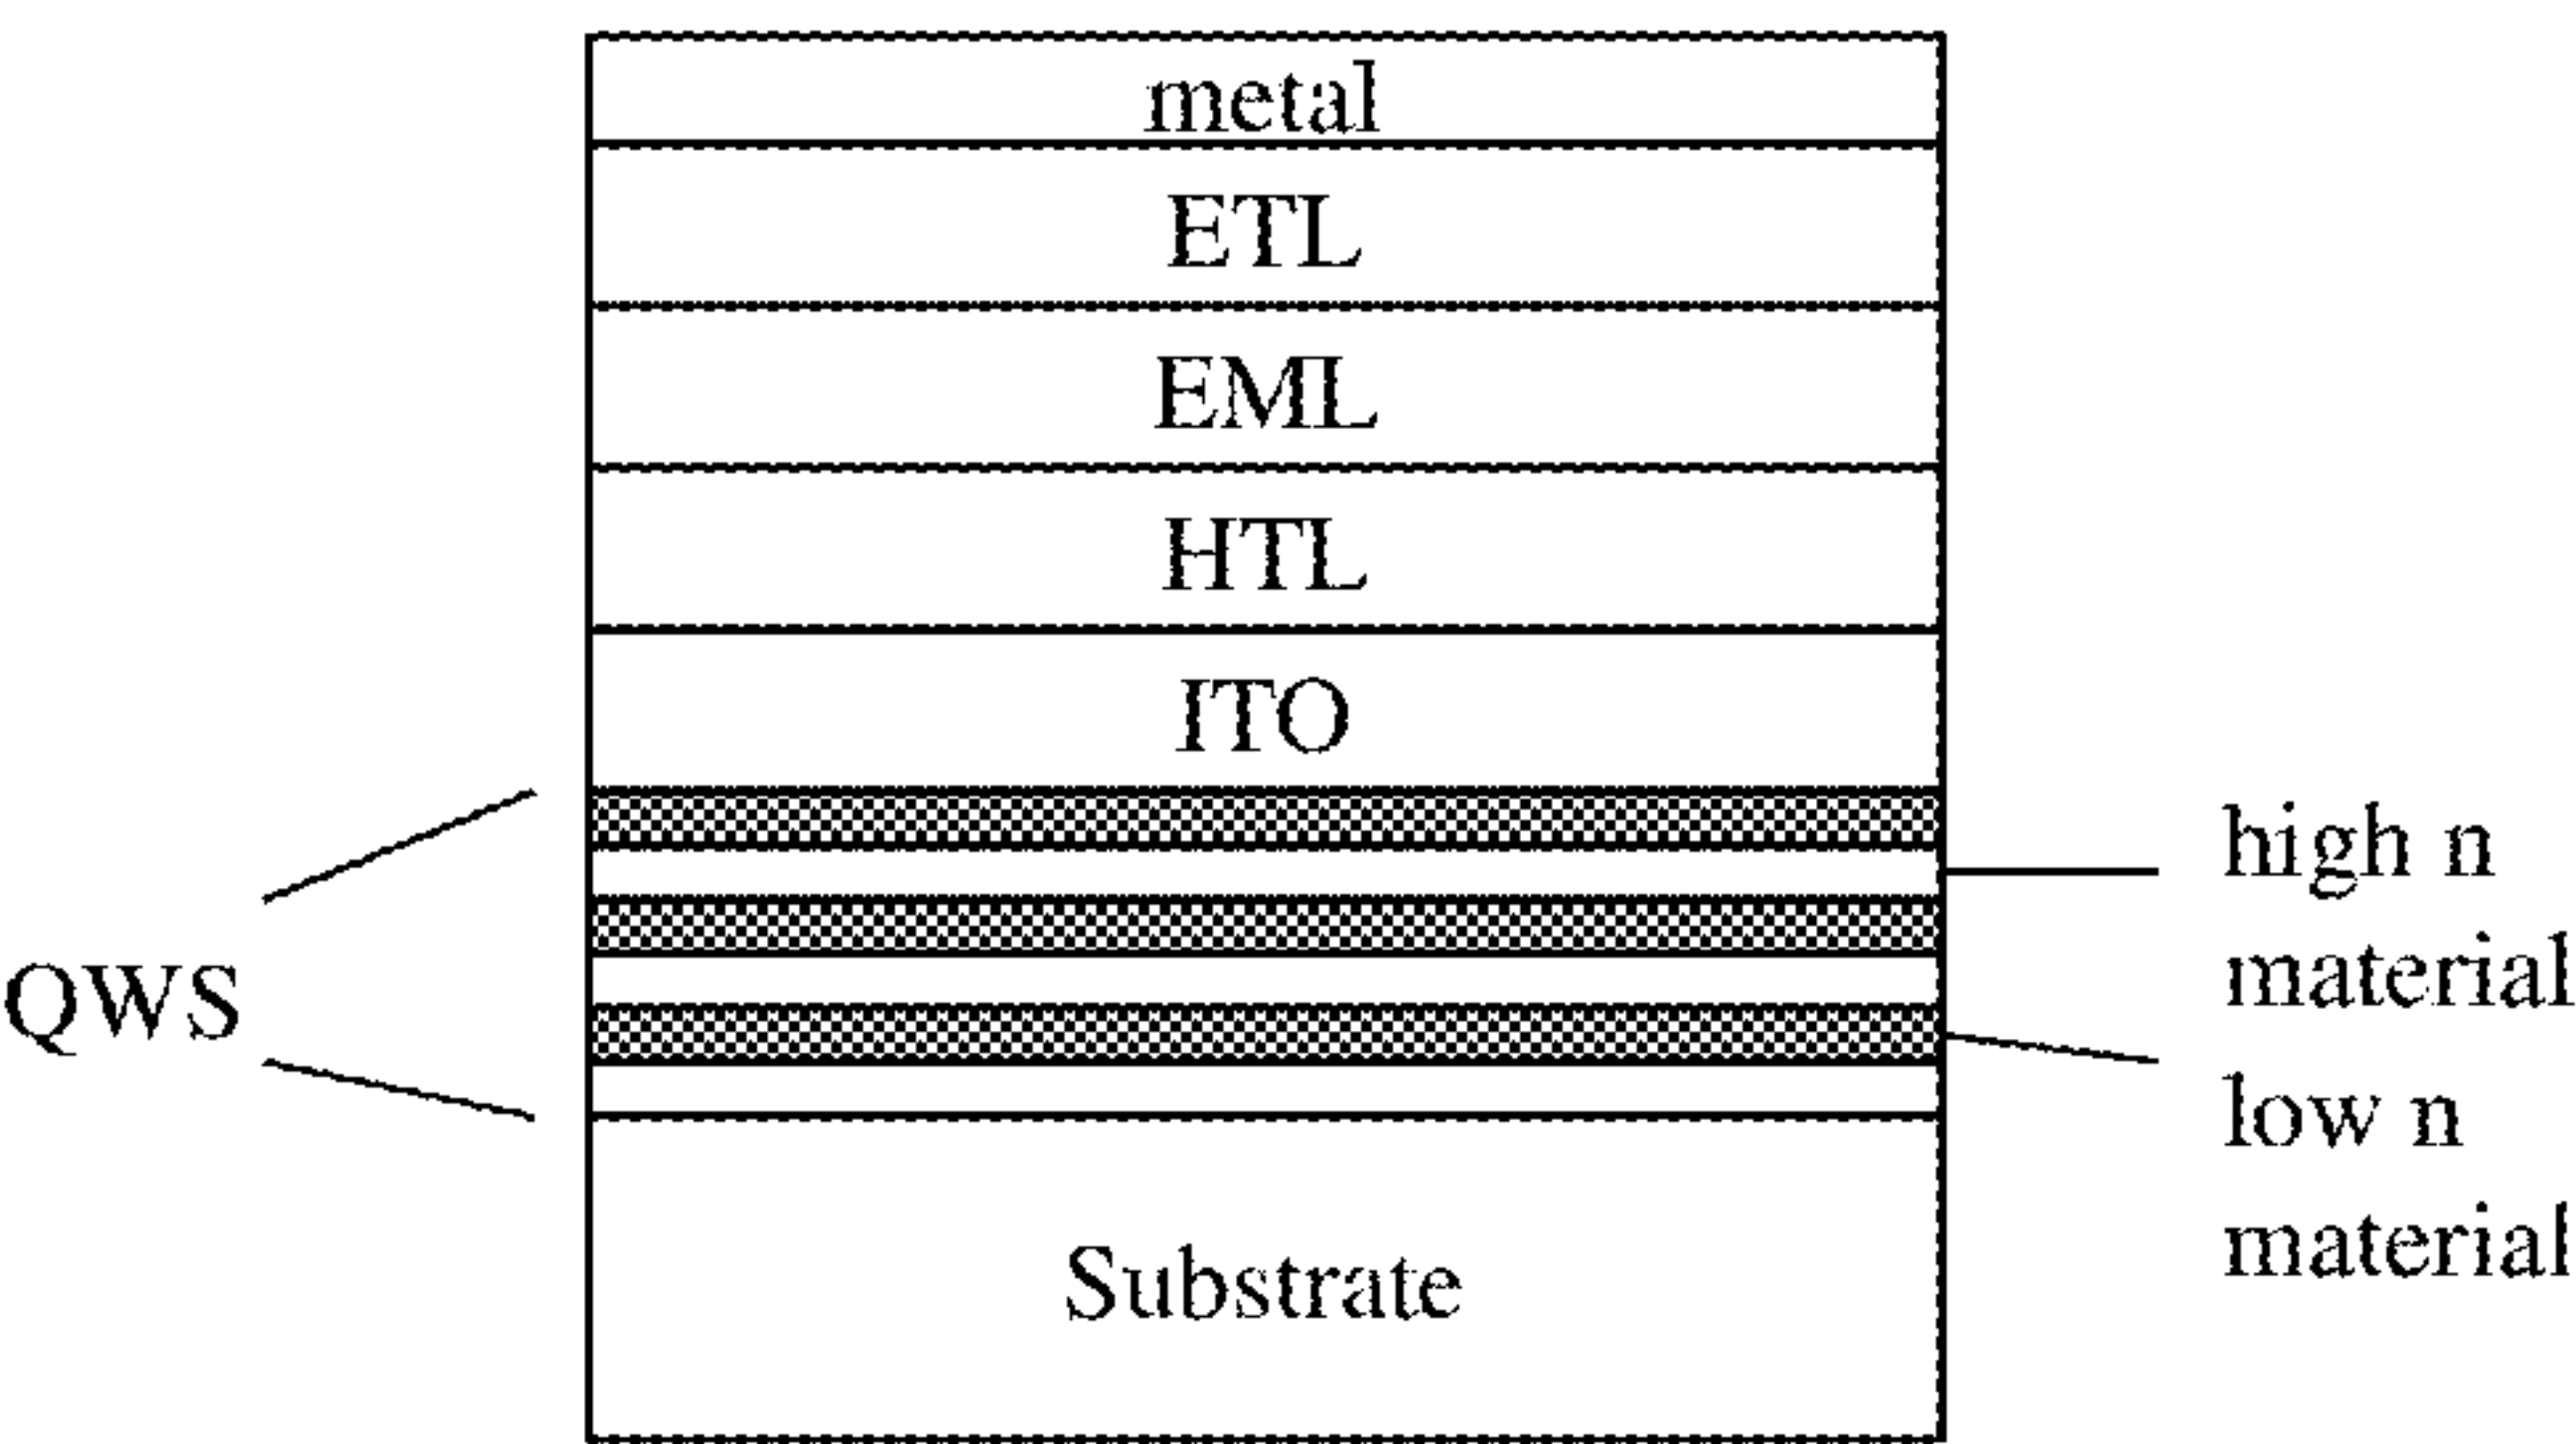 metal
ETL
EML
HTL
ITO
QWS
high n
material
low n
material
Substrate